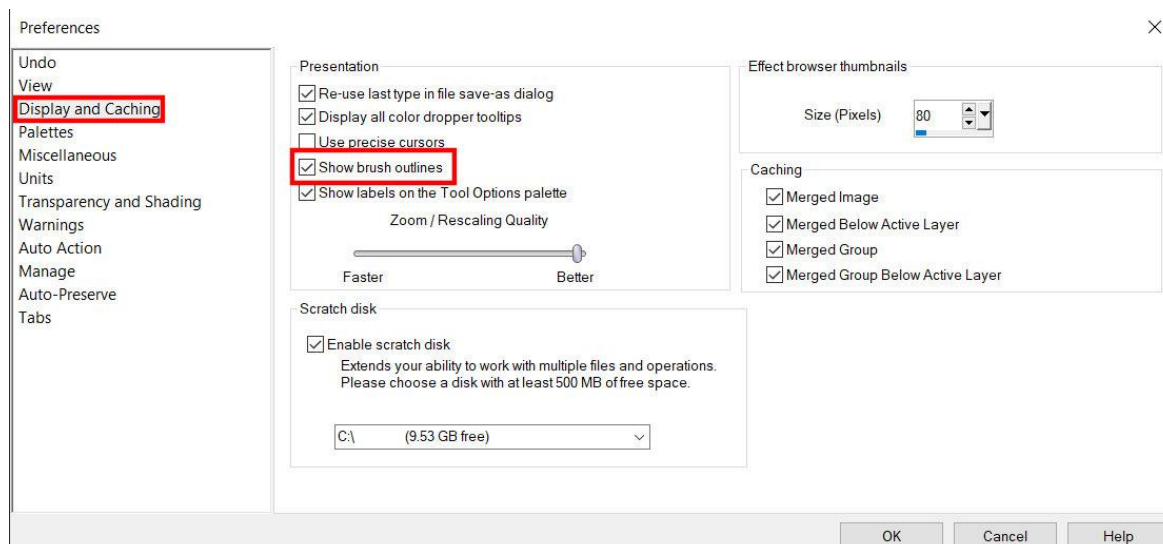 Preferences
Undo
View
Display and Caching
Palettes
Miscellaneous
Units
Transparency and Shading
Warnings
Auto Action
Manage
Auto-Preserve
Tabs
Presentation
Re-use last type in file save-as dialog
Display all color dropper tooltips
Use precise cursors
Show brush outlines
Show labels on the Tool Options palette
Zoom / Rescaling Quality
Faster Better
Scratch disk
Enable scratch disk
Extends your ability to work with multiple files and operations.
Please choose a disk with at least 500 MB of free space.
C:\ (9.53 GB free)
Effect browser thumbnails
Size (Pixels) 80
Caching
Merged Image
Merged Below Active Layer
Merged Group
Merged Group Below Active Layer
OK Cancel Help